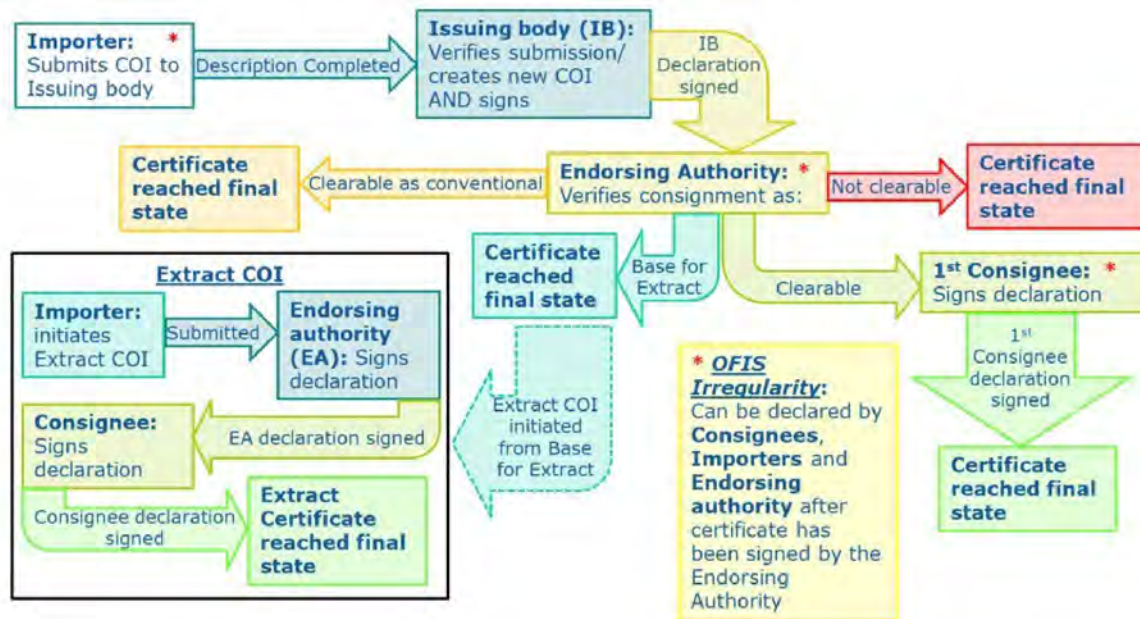 Importer: *
Submits COI to
Issuing body
Description Completed
Issuing body (IB):
Verifies submission/
creates new COI
AND signs
IB
Declaration
signed
Certificate
reached final
state
Clearable as conventional
Endorsing Authority: *
Verifies consignment as:
Not clearable
Certificate
reached final
state
Certificate
reached final
state
Base for
Extract
Clearable
1st Consignee: *
Signs declaration
Extract COI
Importer:
initiates
Extract COI
Submitted
Endorsing
authority
(EA): Signs
declaration
Consignee:
Signs
declaration
EA declaration signed
Consignee declaration
signed
Extract
Certificate
reached final
state
Extract COI
initiated
from Base
for Extract
* OFIS
Irregularity:
Can be declared by
Consignees,
Importers and
Endorsing
authority after
certificate has
been signed by the
Endorsing
Authority
1st
Consignee
declaration
signed
Certificate
reached final
state